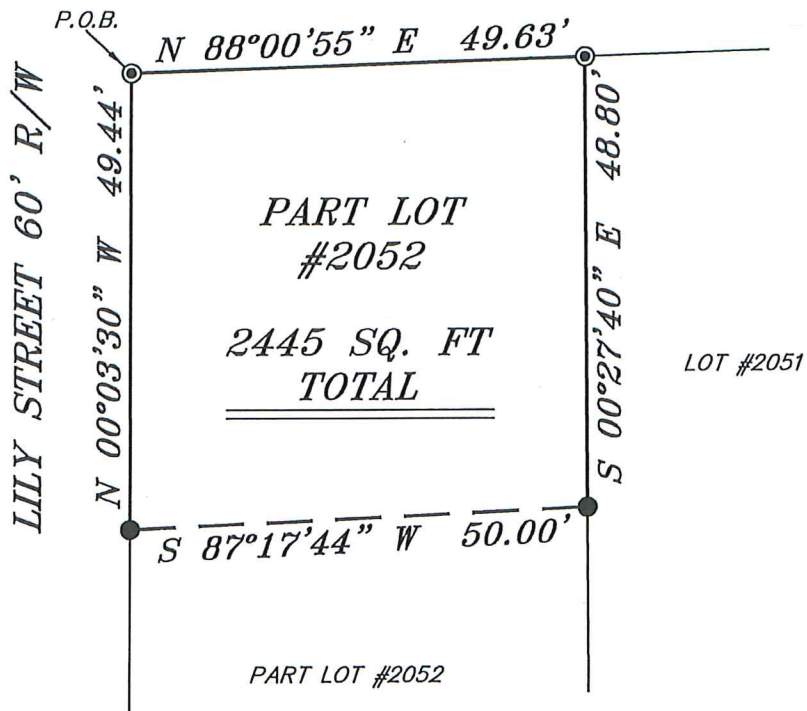 P.O.B.
N 88°00'55" E 49.63'
LILY STREET 60' R/W
N 00°03'30" W 49.44'
PART LOT
#2052
2445 SQ. FT
TOTAL
S 00°27'40" E 48.80'
LOT #2051
S 87°17'44" W 50.00'
PART LOT #2052